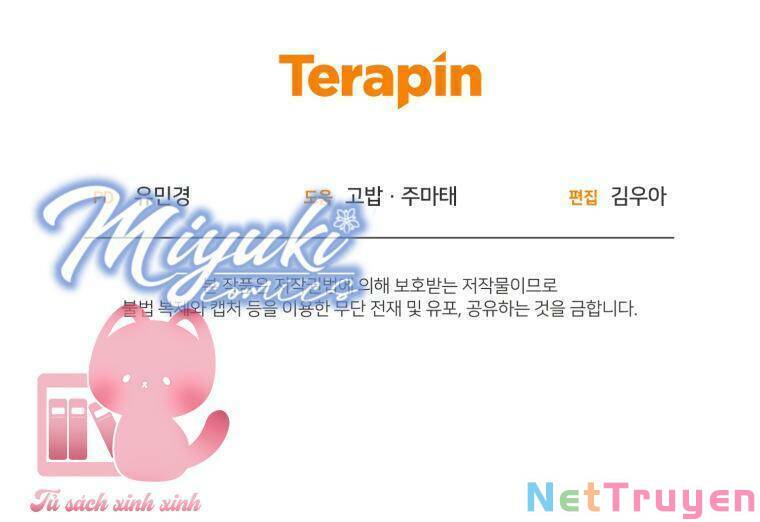 Terapin
PD 유민경 도움 고밥 · 주마태 편집 김우아
Miyuki
comics
본 작품은 저작권법에 의해 보호받는 저작물이므로
불법 복제와 캡처 등을 이용한 무단 전재 및 유포, 공유하는 것을 금합니다.
Tủ sách xinh xinh
NetTruyen